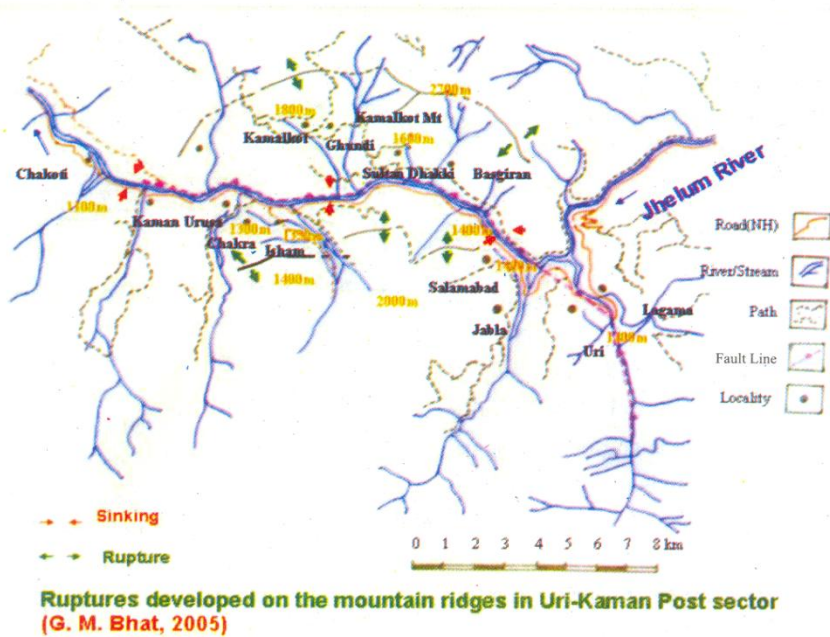 2700m
1800m
Kamalkot Mt
Kamalkot
Ghundi
1600m
Chakoti
Sultan Dhakki
Basgiran
Jhelum River
1100m
Kaman
Urusa
1300m
Chakra
Isham
1400m
1400m
2000m
Salamabad
Jabla
Lagama
Uri
Road(NH)
River/Stream
Path
Fault Line
Locality
Sinking
Rupture
0 1 2 3 4 5 6 7 8 km
Ruptures developed on the mountain ridges in Uri-Kaman Post sector
(G. M. Bhat, 2005)